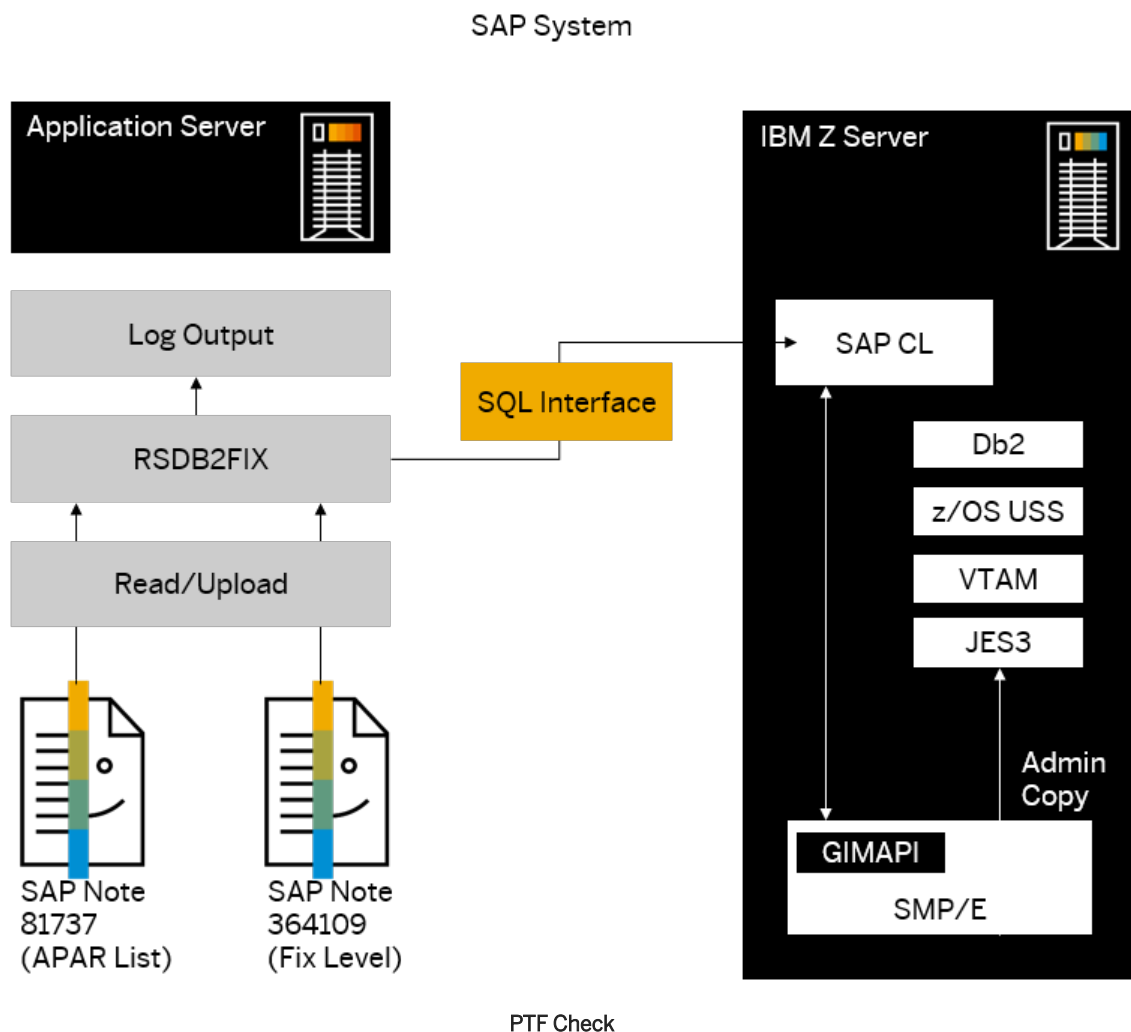 SAP System
Application Server
Log Output
RSDB2FIX
Read/Upload
SAP Note
81737
(APAR List)
SAP Note
364109
(Fix Level)
SQL Interface
IBM Z Server
SAP CL
Db2
z/OS USS
VTAM
JES3
Admin
Copy
GIMAPI
SMP/E
PTF Check